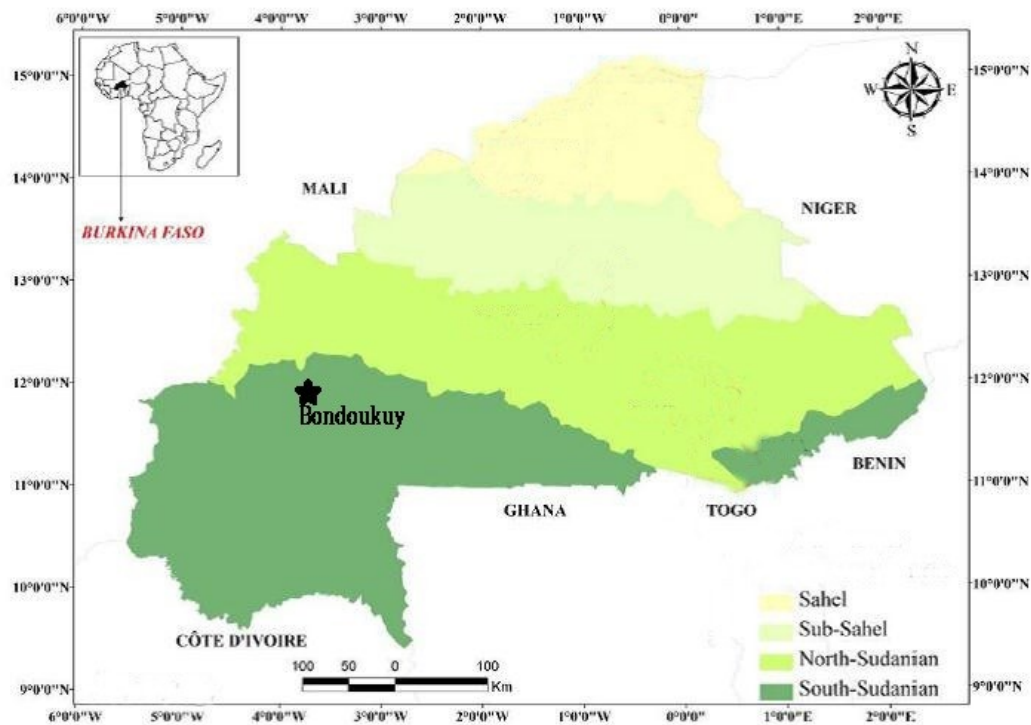 6°0'0"W 5°0'0"W 4°0'0"W 3°0'0"W 2°0'0"W 1°0'0"W 0°0'0" 1°0'0"E 2°0'0"E
15°0'0"N
14°0'0"N
13°0'0"N
12°0'0"N
11°0'0"N
10°0'0"N
9°0'0"N
N
W E
S
15°0'0"N
14°0'0"N
13°0'0"N
12°0'0"N
11°0'0"N
10°0'0"N
9°0'0"N
BURKINA FASO
MALI
NIGER
Bondoukuy
BENIN
GHANA
TOGO
CÔTE D'IVOIRE
100 50 0 100
Km
Sahel
Sub-Sahel
North-Sudanian
South-Sudanian
6°0'0"W 5°0'0"W 4°0'0"W 3°0'0"W 2°0'0"W 1°0'0"W 0°0'0" 1°0'0"E 2°0'0"E